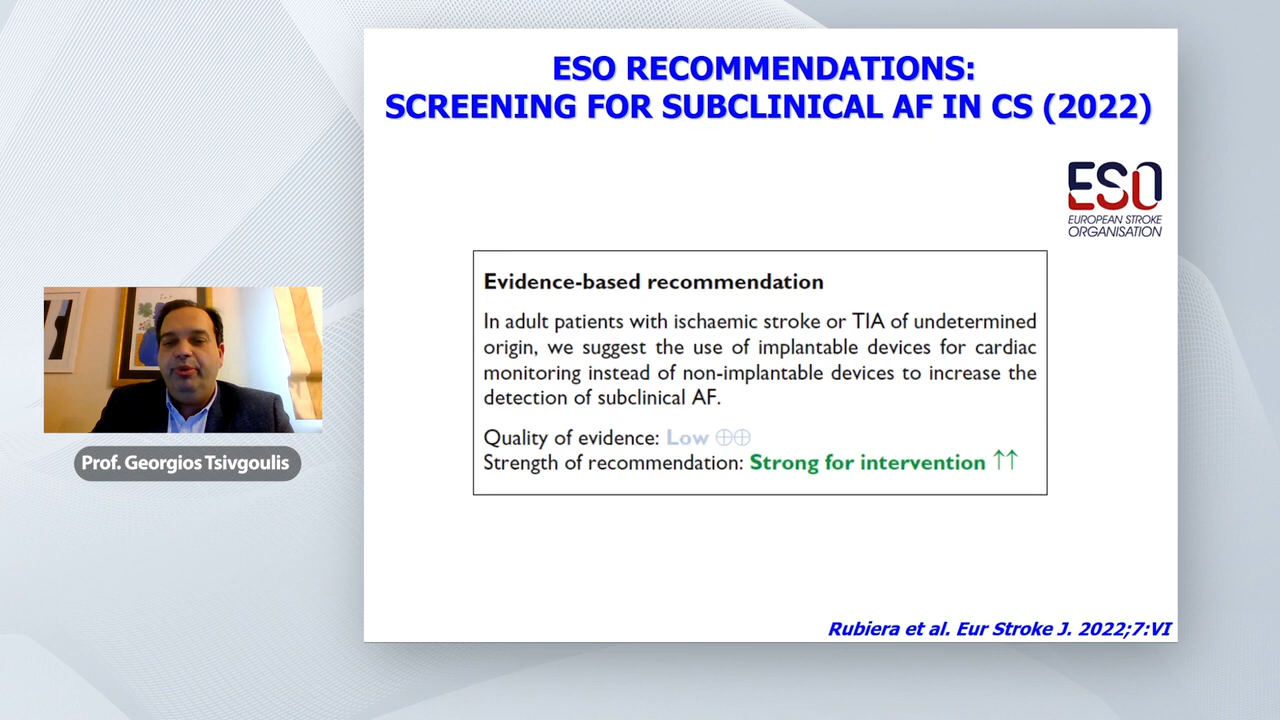 ESO RECOMMENDATIONS:
SCREENING FOR SUBCLINICAL AF IN CS (2022)
ESO
EUROPEAN STROKE
ORGANISATION
Evidence-based recommendation
In adult patients with ischaemic stroke or TIA of undetermined
origin, we suggest the use of implantable devices for cardiac
monitoring instead of non-implantable devices to increase the
detection of subclinical AF.
Quality of evidence: Low ⊕⊕
Strength of recommendation: Strong for intervention ↑↑
Prof. Georgios Tsivgoulis
Rubiera et al. Eur Stroke J. 2022;7:VI